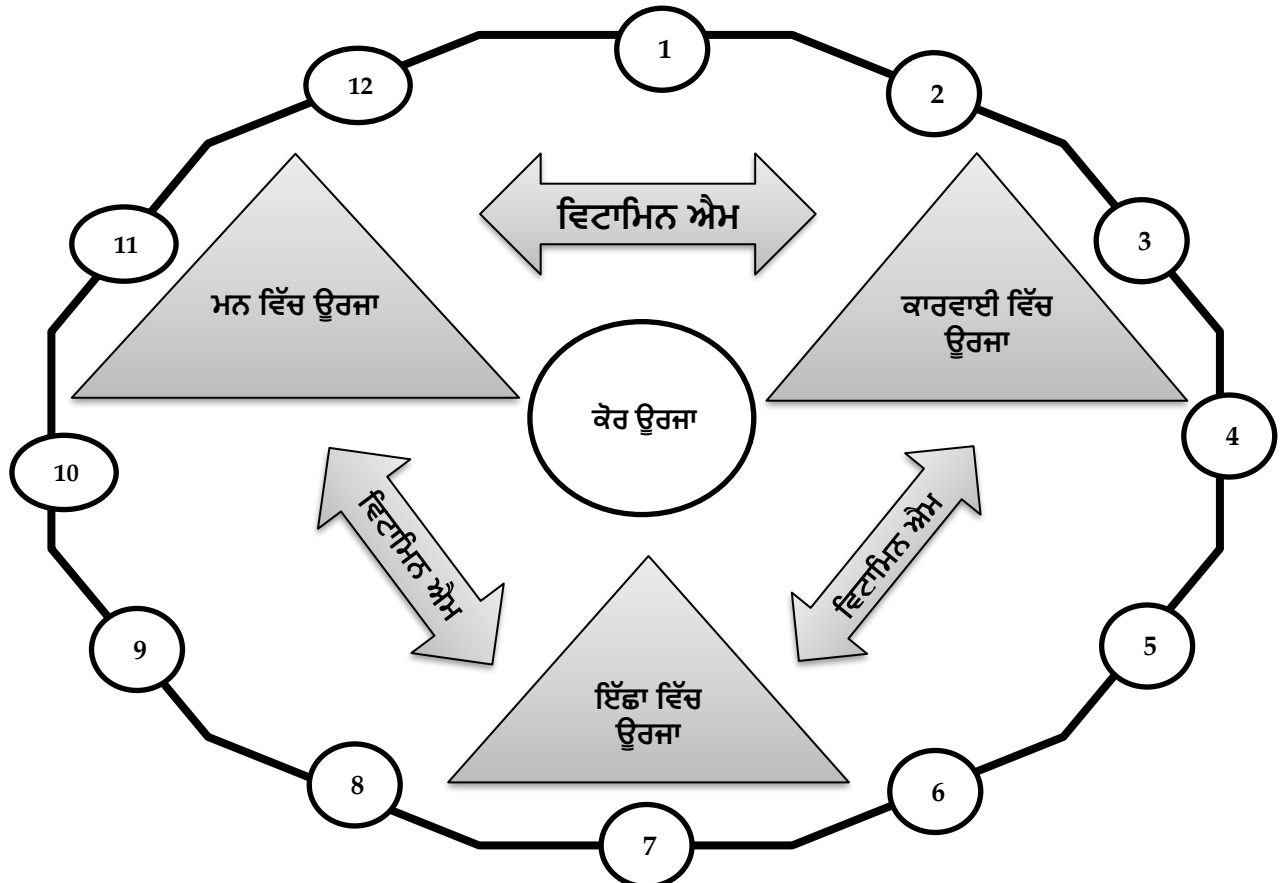 1
12
2
ਵਿਟਾਮਿਨ ਐਮ
11
3
ਮਨ ਵਿੱਚ ਊਰਜਾ
ਕਾਰਵਾਈ ਵਿੱਚ
ਊਰਜਾ
ਕੋਰ ਊਰਜਾ
4
10
ਵਿਟਾਮਿਨ ਐਮ
ਵਿਟਾਮਿਨ ਐਮ
9
5
ਇੱਛਾ ਵਿੱਚ
ਊਰਜਾ
8
6
7